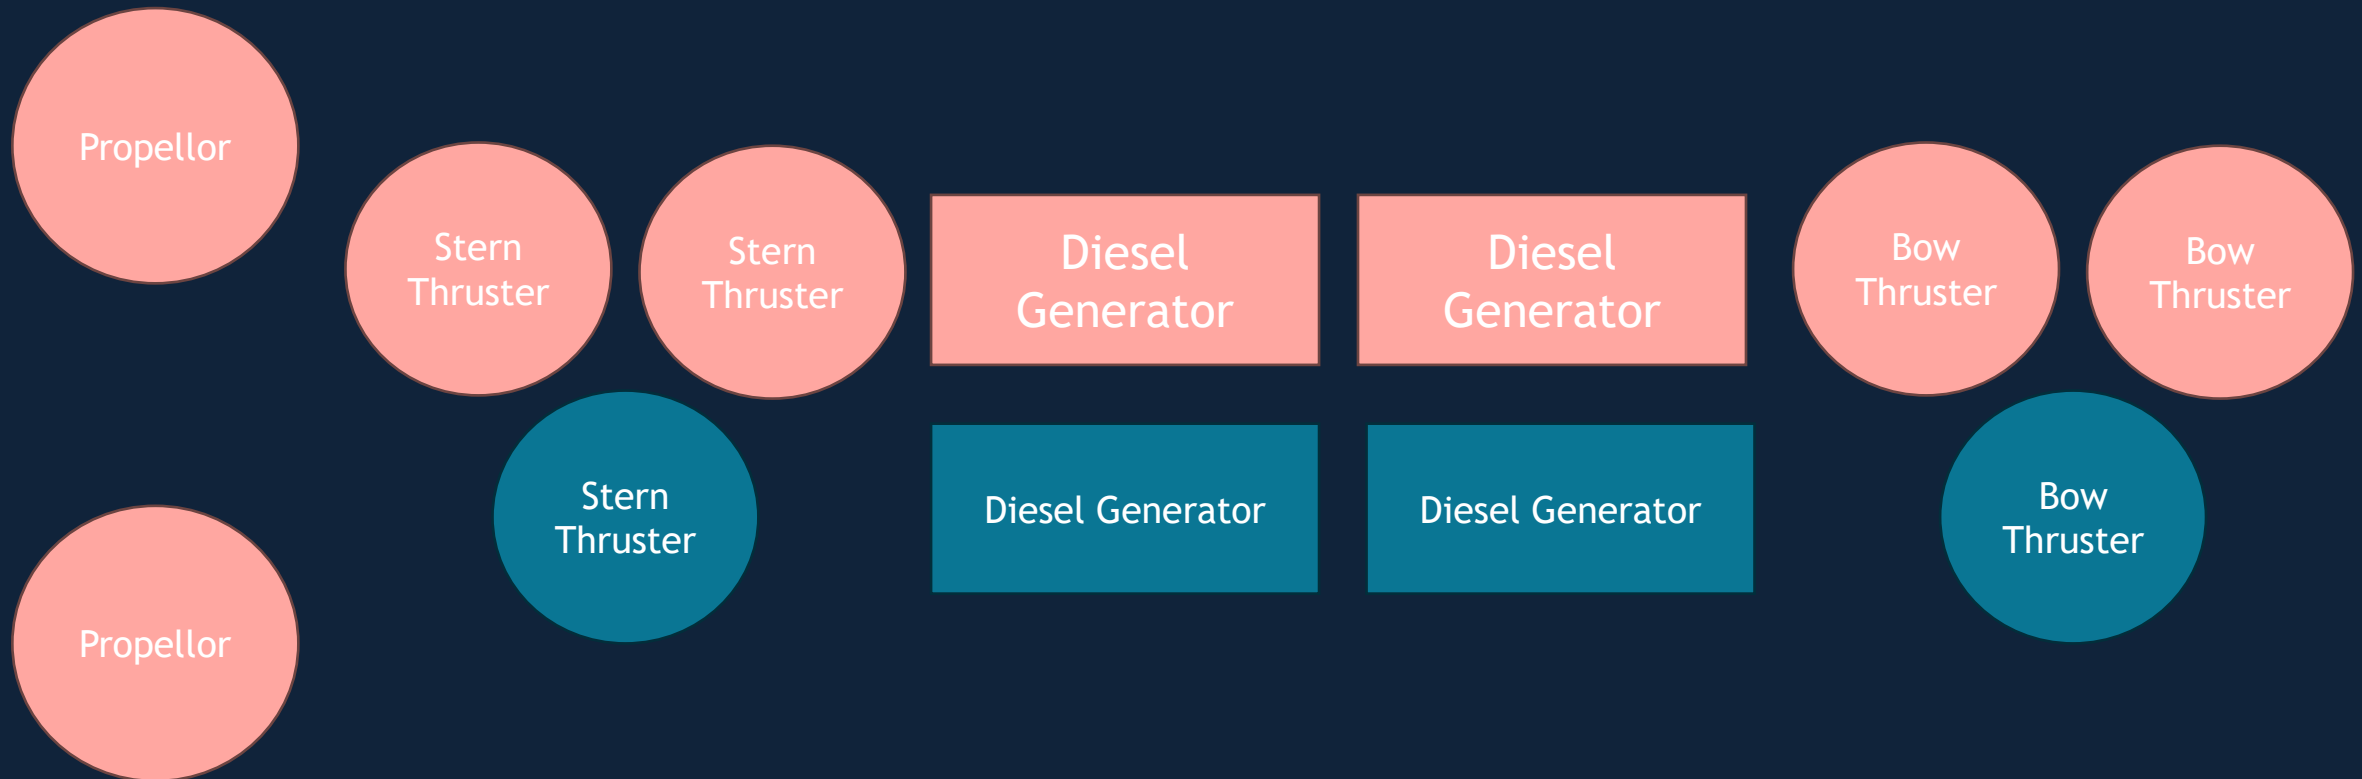 Propellor
Stern
Thruster
Stern
Thruster
Diesel
Generator
Diesel
Generator
Bow
Thruster
Bow
Thruster
Stern
Thruster
Diesel Generator
Diesel Generator
Bow
Thruster
Propellor